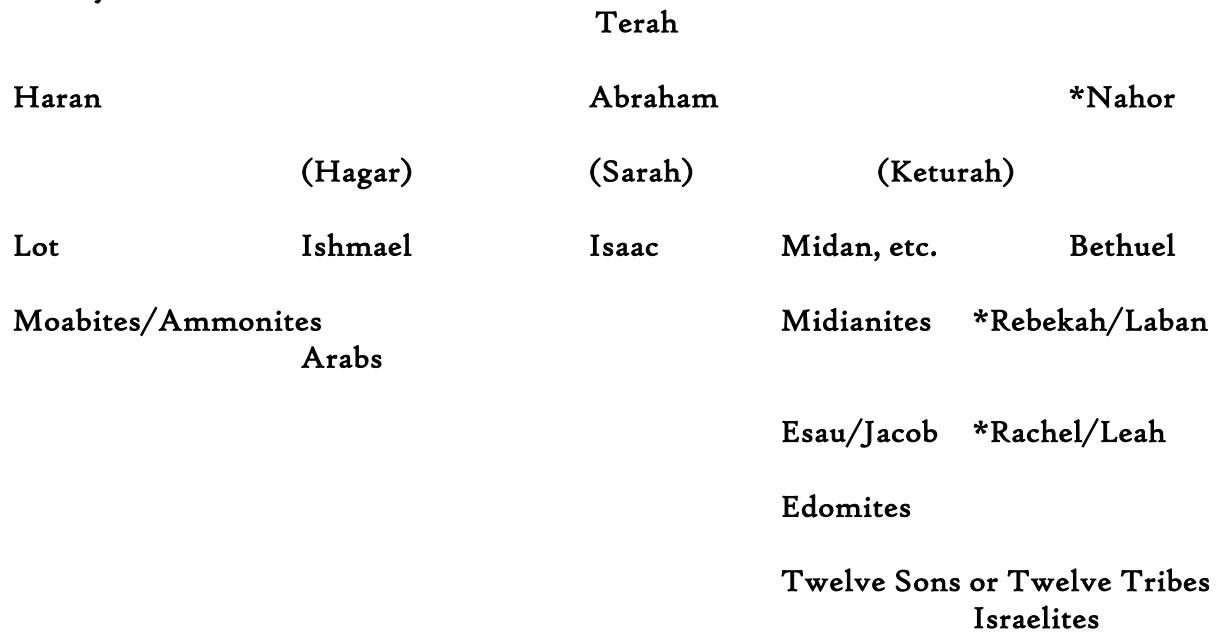 Terah
Haran Abraham *Nahor
(Hagar) (Sarah) (Keturah)
Lot Ishmael Isaac Midan, etc. Bethuel
Moabites/Ammonites Midianites *Rebekah/Laban
Arabs
Esau/Jacob *Rachel/Leah
Edomites
Twelve Sons or Twelve Tribes
Israelites